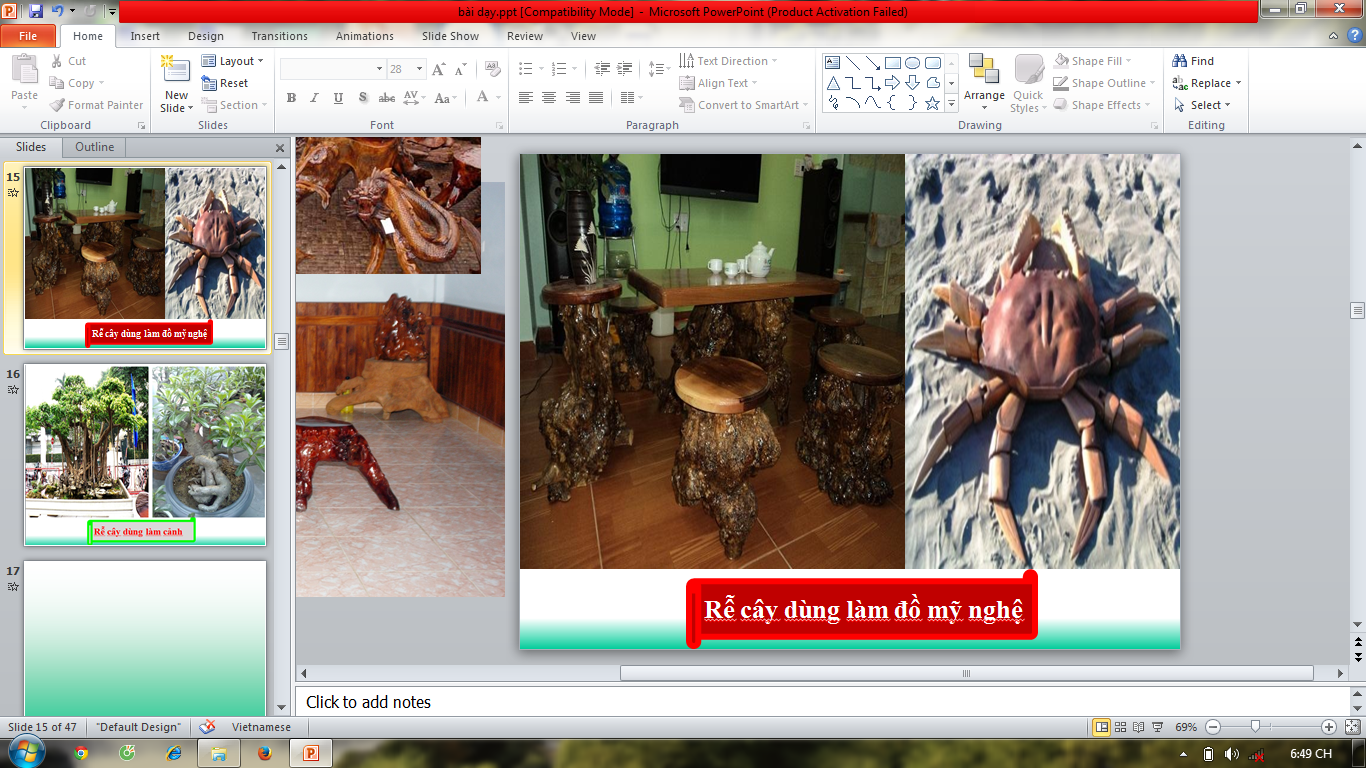 bài day.ppt [Compatibility Mode] - Microsoft PowerPoint (Product Activation Failed)
File Home Insert Design Transitions Animations Slide Show Review View
Paste
Cut
Copy
Format Painter
Clipboard
New Slide
Layout
Reset
Section
Slides
28
B I U S abc AV Aa A
Font
Text Direction
Align Text
Convert to SmartArt
Paragraph
Arrange
Quick Styles
Shape Fill
Shape Outline
Shape Effects
Drawing
Find
Replace
Select
Editing
Slides Outline
15
Rễ cây dùng làm đồ mỹ nghệ
16
Rễ cây dùng làm cảnh
17
Rễ cây dùng làm đồ mỹ nghệ
Click to add notes
Slide 15 of 47 "Default Design" Vietnamese 69%
6:49 CH